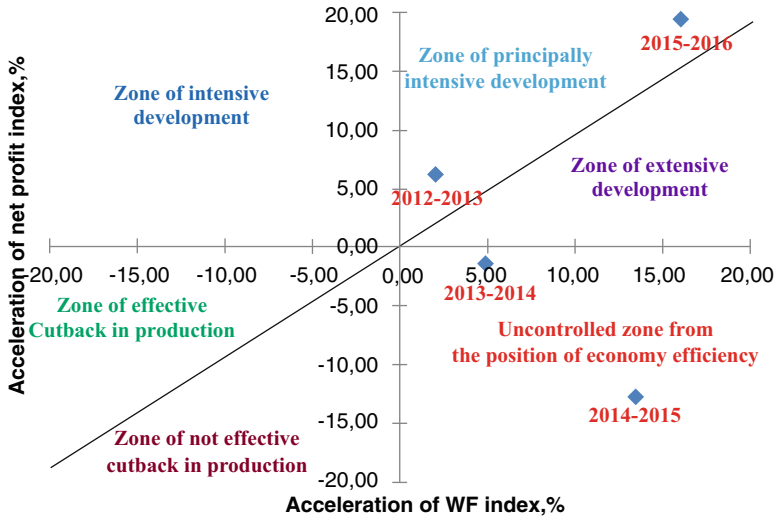 20,00
2015-2016
Zone of principally
intensive development
15,00
Zone of intensive
development
10,00
Zone of extensive
development
5,00
2012-2013
0,00
-20,00 -15,00 -10,00 -5,00 0,00 5,00 10,00 15,00 20,00
2013-2014
Zone of effective
Cutback in production
-5,00
Uncontrolled zone from
the position of economy efficiency
-10,00
2014-2015
-15,00
Zone of not effective
cutback in production
-20,00
Acceleration of WF index,%
Acceleration of net profit index,%